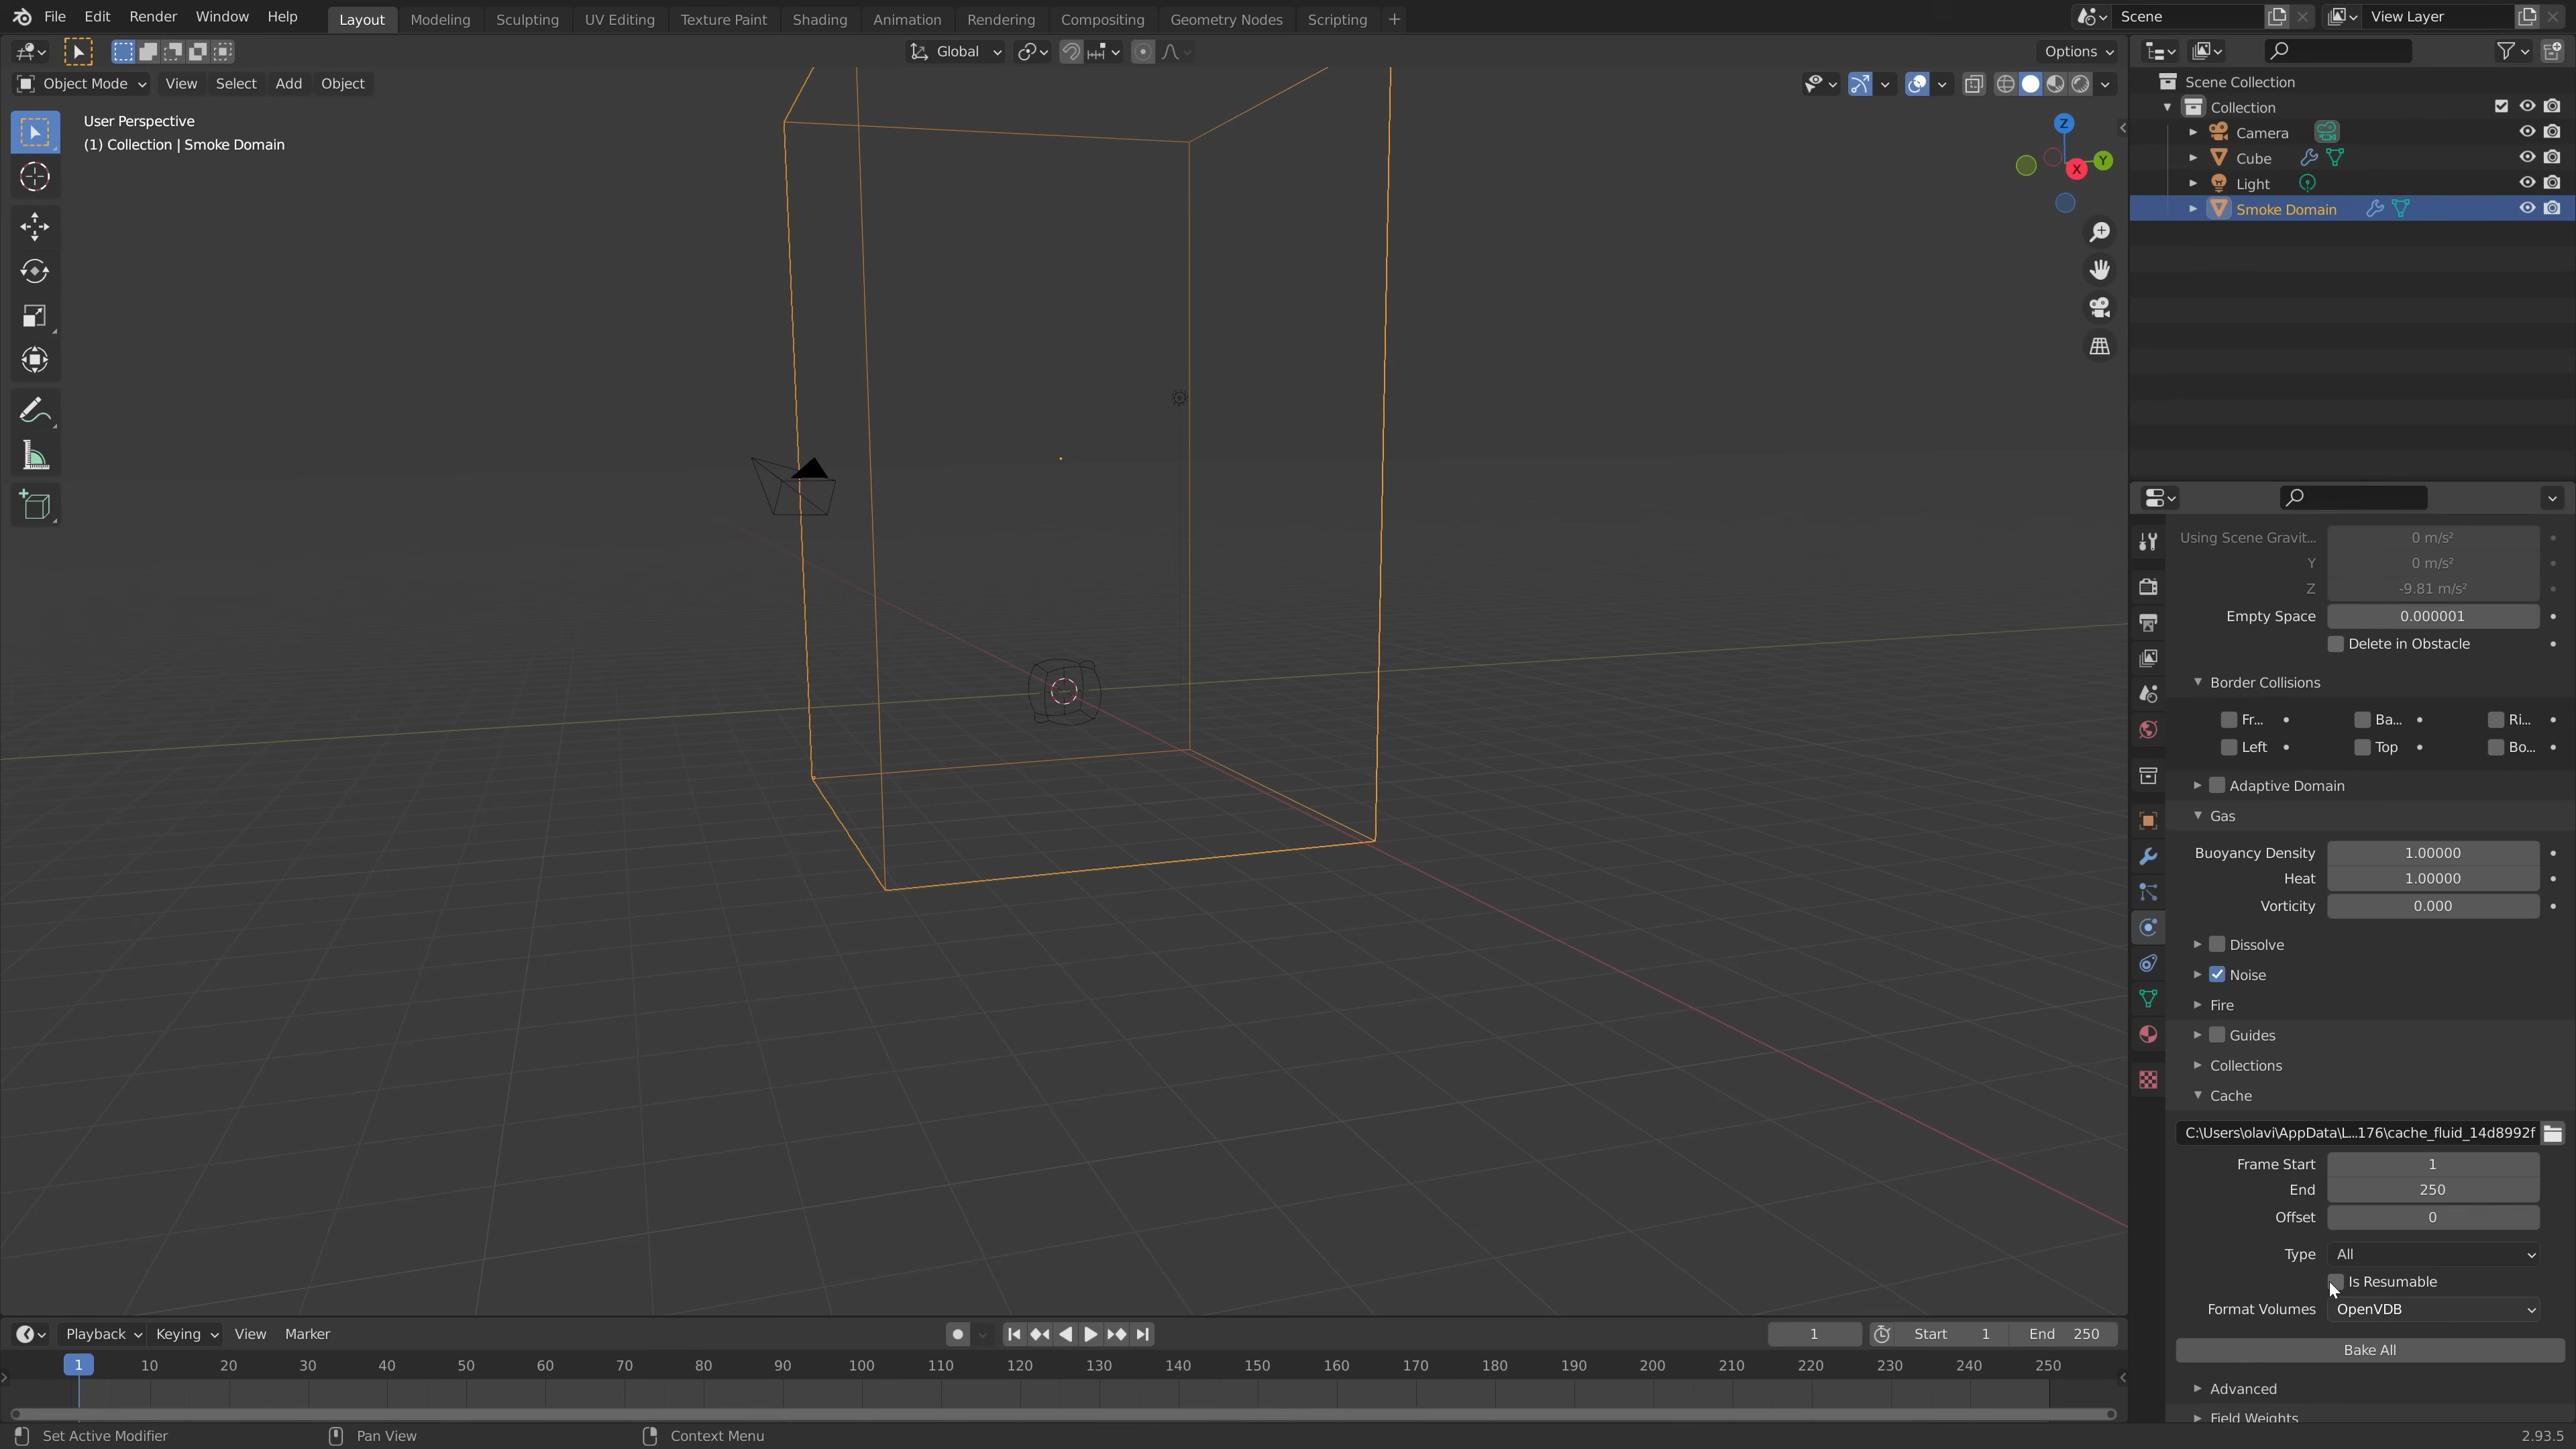 File Edit Render Window Help Layout Modeling Sculpting UV Editing Texture Paint Shading Animation Rendering Compositing Geometry Nodes Scripting + Scene View Layer
Global Options
Object Mode View Select Add Object
User Perspective
(1) Collection | Smoke Domain
Z
Y
X
Scene Collection
Collection
Camera
Cube
Light
Smoke Domain
Using Scene Gravit... 0 m/s²
Y 0 m/s²
Z -9.81 m/s²
Empty Space 0.000001
Delete in Obstacle
Border Collisions
Fr... Ba... Ri...
Left Top Bo...
Adaptive Domain
Gas
Buoyancy Density 1.00000
Heat 1.00000
Vorticity 0.000
Dissolve
Noise
Fire
Guides
Collections
Cache
C:\Users\olavi\AppData\L...176\cache_fluid_14d8992f
Frame Start 1
End 250
Offset 0
Type All
Is Resumable
Format Volumes OpenVDB
Bake All
Advanced
Field Weights
Playback Keying View Marker 1 Start 1 End 250
1 10 20 30 40 50 60 70 80 90 100 110 120 130 140 150 160 170 180 190 200 210 220 230 240 250
Set Active Modifier Pan View Context Menu 2.93.5